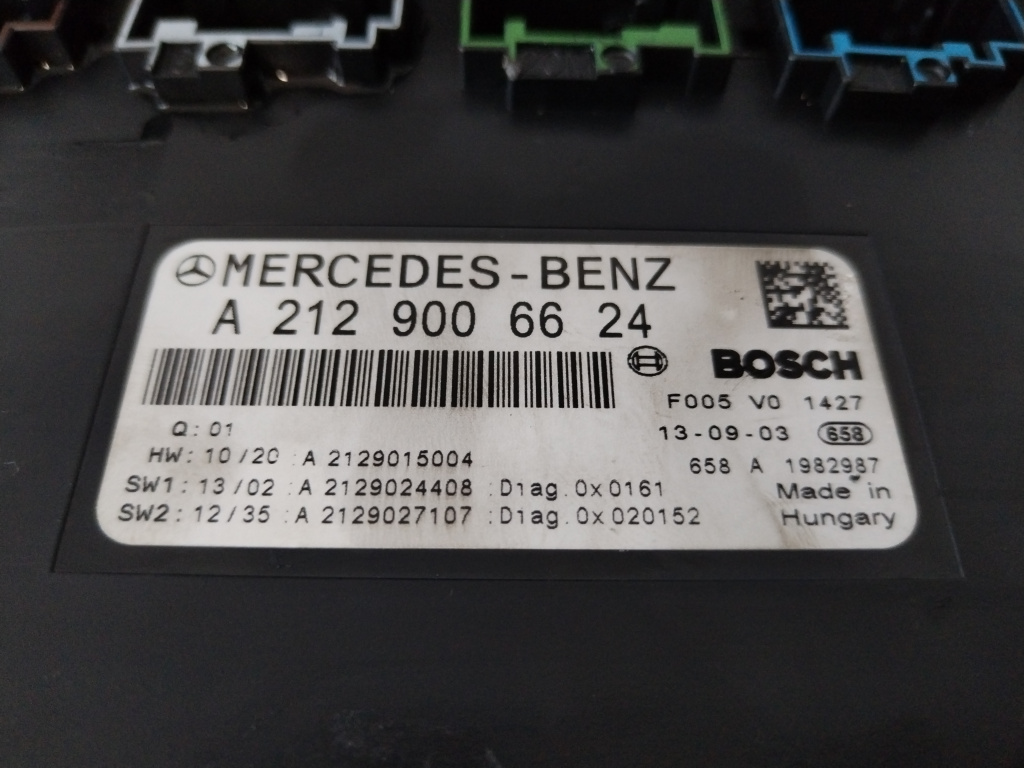 MERCEDES-BENZ
A 212 900 66 24
BOSCH
F005 V0 1427
Q: 01
13-09-03 658
HW: 10/20 :A 2129015004
658 A 1982987
SW1: 13/02 :A 2129024408 :Diag.0x0161
Made in
SW2: 12/35 :A 2129027107 :Diag.0x020152
Hungary